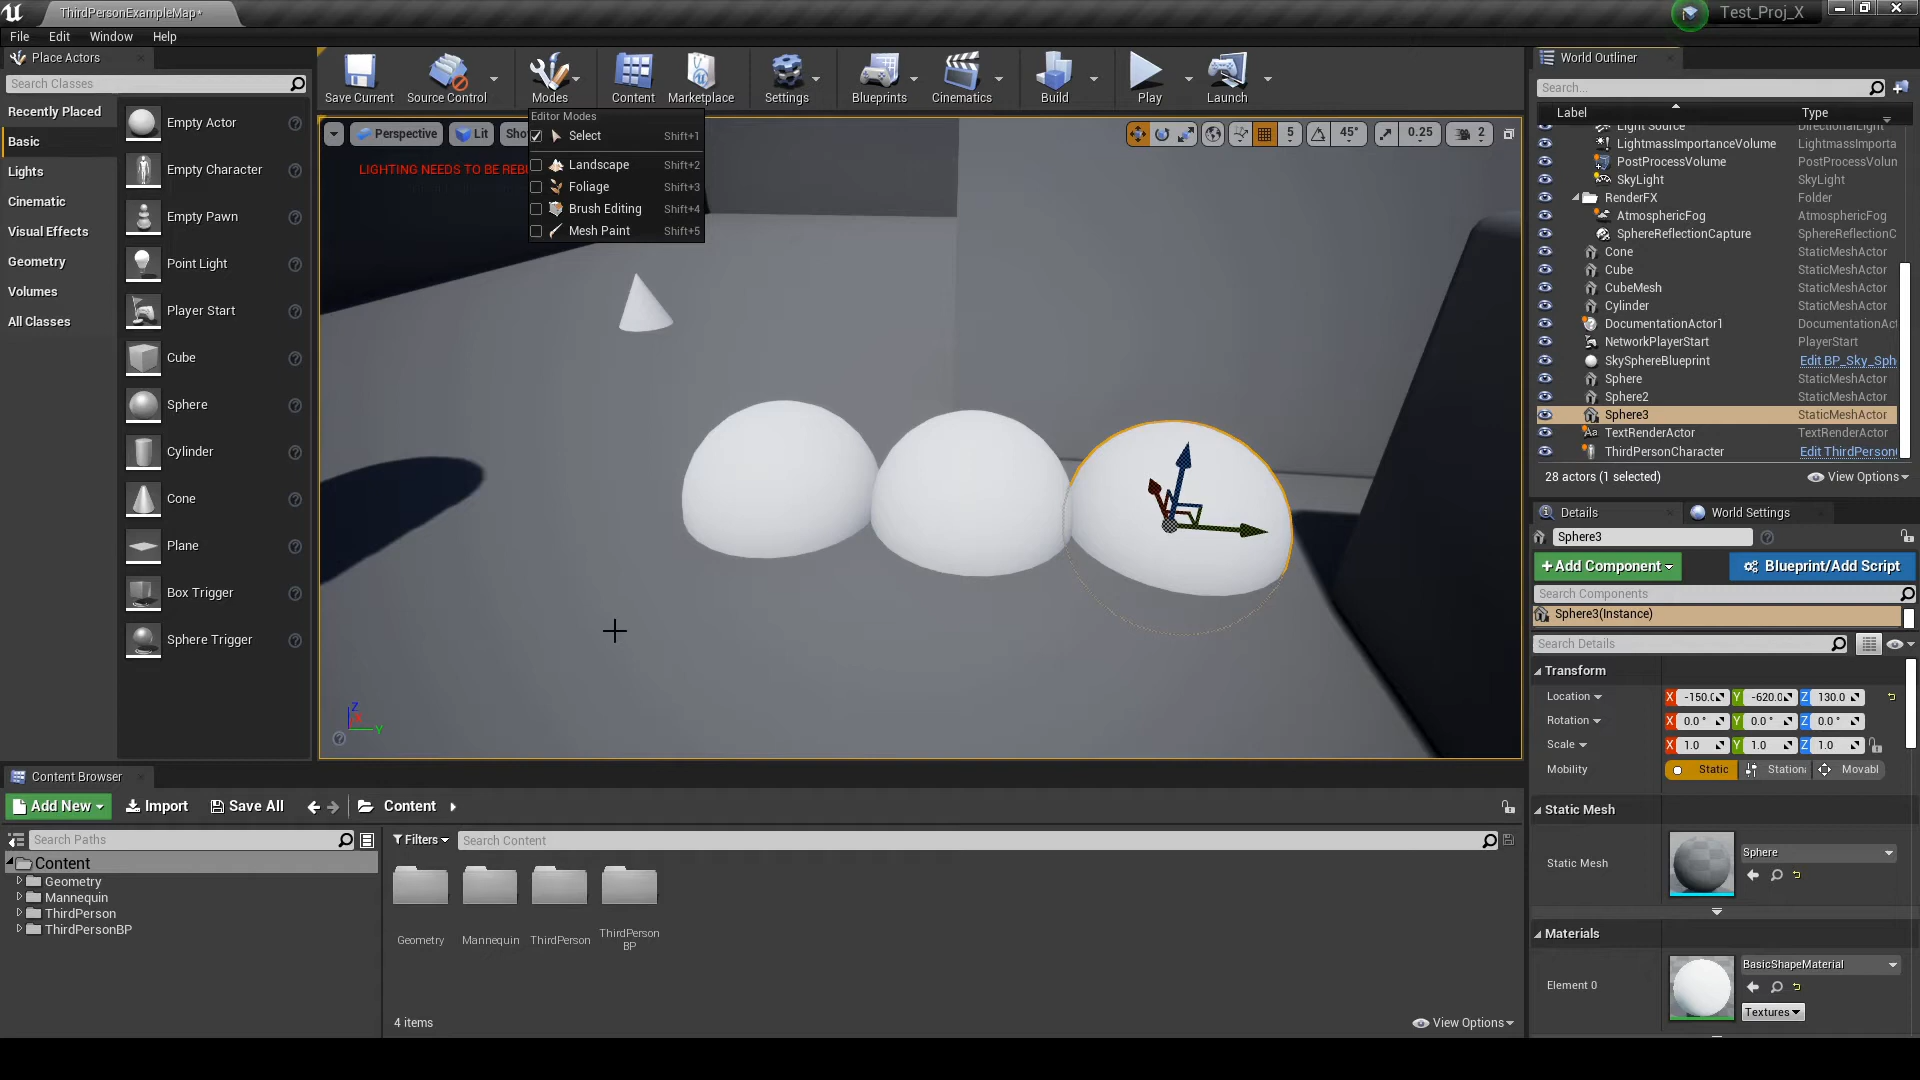 ThirdPersonExampleMap*
Test_Proj_X
File Edit Window Help
Place Actors
Search Classes
Recently Placed
Basic
Lights
Cinematic
Visual Effects
Geometry
Volumes
All Classes
Empty Actor
Empty Character
Empty Pawn
Point Light
Player Start
Cube
Sphere
Cylinder
Cone
Plane
Box Trigger
Sphere Trigger
Save Current
Source Control
Modes
Content
Marketplace
Settings
Blueprints
Cinematics
Build
Play
Launch
Editor Modes
Select Shift+1
Landscape Shift+2
Foliage Shift+3
Brush Editing Shift+4
Mesh Paint Shift+5
Perspective
Lit
Sho
5
45°
0.25
2
LIGHTING NEEDS TO BE REB
Z
Y
World Outliner
Search...
Label Type
Light Source DirectionalLight
LightmassImportanceVolume Lightmassa
PostProcessVolume PostProcessVolun
SkyLight SkyLight
RenderFX Folder
AtmosphericFog AtmosphericFog
SphereReflectionCapture SphereReflectionC
Cone StaticMeshActor
Cube StaticMeshActor
CubeMesh StaticMeshActor
Cylinder StaticMeshActor
DocumentationActor1 DocumentationAct
NetworkPlayerStart PlayerStart
SkySphereBlueprint Edit BP_Sky_Sph
Sphere StaticMeshActor
Sphere2 StaticMeshActor
Sphere3 StaticMeshActor
TextRenderActor TextRenderActor
ThirdPersonCharacter Edit ThirdPerson
28 actors (1 selected)
View Options
Details
World Settings
Sphere3
+Add Component
Blueprint/Add Script
Search Components
Sphere3(Instance)
Search Details
Transform
Location X -150.0 Y -620.0 Z 130.0
Rotation X 0.0 ° Y 0.0 ° Z 0.0 °
Scale X 1.0 Y 1.0 Z 1.0
Mobility Static Station Movabl
Static Mesh
Static Mesh
Sphere
Materials
Element 0
BasicShapeMaterial
Textures
Content Browser
Add New
Import
Save All
Content
Search Paths
Content
Geometry
Mannequin
ThirdPerson
ThirdPersonBP
Filters
Search Content
Geometry
Mannequin
ThirdPerson
ThirdPerson
BP
4 items
View Options